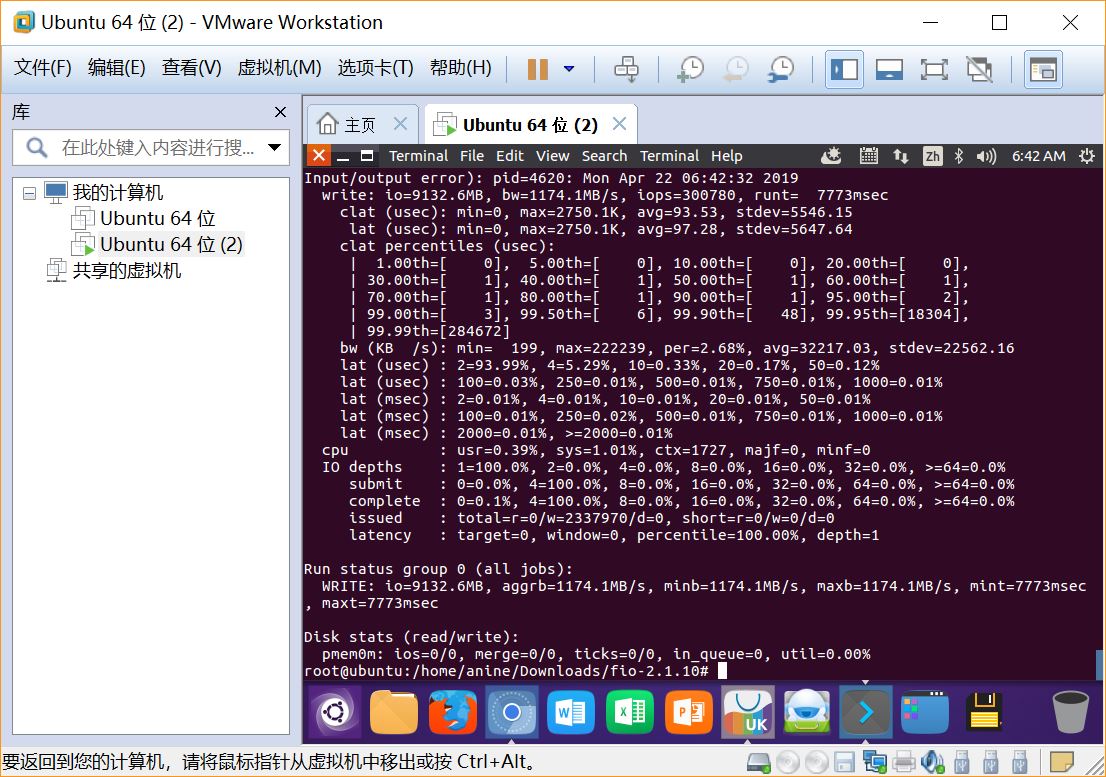 Ubuntu 64 位 (2) - VMware Workstation
文件(F) 编辑(E) 查看(V) 虚拟机(M) 选项卡(T) 帮助(H)
库
在此处键入内容进行搜...
我的计算机
Ubuntu 64 位
Ubuntu 64 位 (2)
共享的虚拟机
主页 Ubuntu 64 位 (2)
Terminal File Edit View Search Terminal Help Zh 6:42 AM
Input/output error): pid=4620: Mon Apr 22 06:42:32 2019
  write: io=9132.6MB, bw=1174.1MB/s, iops=300780, runt=  7773msec
    clat (usec): min=0, max=2750.1K, avg=93.53, stdev=5546.15
     lat (usec): min=0, max=2750.1K, avg=97.28, stdev=5647.64
    clat percentiles (usec):
     |  1.00th=[    0],  5.00th=[    0], 10.00th=[    0], 20.00th=[    0],
     | 30.00th=[    1], 40.00th=[    1], 50.00th=[    1], 60.00th=[    1],
     | 70.00th=[    1], 80.00th=[    1], 90.00th=[    1], 95.00th=[    2],
     | 99.00th=[    3], 99.50th=[    6], 99.90th=[   48], 99.95th=[18304],
     | 99.99th=[284672]
    bw (KB  /s): min=  199, max=222239, per=2.68%, avg=32217.03, stdev=22562.16
    lat (usec) : 2=93.99%, 4=5.29%, 10=0.33%, 20=0.17%, 50=0.12%
    lat (usec) : 100=0.03%, 250=0.01%, 500=0.01%, 750=0.01%, 1000=0.01%
    lat (msec) : 2=0.01%, 4=0.01%, 10=0.01%, 20=0.01%, 50=0.01%
    lat (msec) : 100=0.01%, 250=0.02%, 500=0.01%, 750=0.01%, 1000=0.01%
    lat (msec) : 2000=0.01%, >=2000=0.01%
  cpu          : usr=0.39%, sys=1.01%, ctx=1727, majf=0, minf=0
  IO depths    : 1=100.0%, 2=0.0%, 4=0.0%, 8=0.0%, 16=0.0%, 32=0.0%, >=64=0.0%
     submit    : 0=0.0%, 4=100.0%, 8=0.0%, 16=0.0%, 32=0.0%, 64=0.0%, >=64=0.0%
     complete  : 0=0.1%, 4=100.0%, 8=0.0%, 16=0.0%, 32=0.0%, 64=0.0%, >=64=0.0%
     issued    : total=r=0/w=2337970/d=0, short=r=0/w=0/d=0
     latency   : target=0, window=0, percentile=100.00%, depth=1
Run status group 0 (all jobs):
  WRITE: io=9132.6MB, aggrb=1174.1MB/s, minb=1174.1MB/s, maxb=1174.1MB/s, mint=7773msec
, maxt=7773msec
Disk stats (read/write):
  pmem0m: ios=0/0, merge=0/0, ticks=0/0, in_queue=0, util=0.00%
root@ubuntu:/home/anine/Downloads/fio-2.1.10#
W X P UK
要返回到您的计算机，请将鼠标指针从虚拟机中移出或按 Ctrl+Alt。